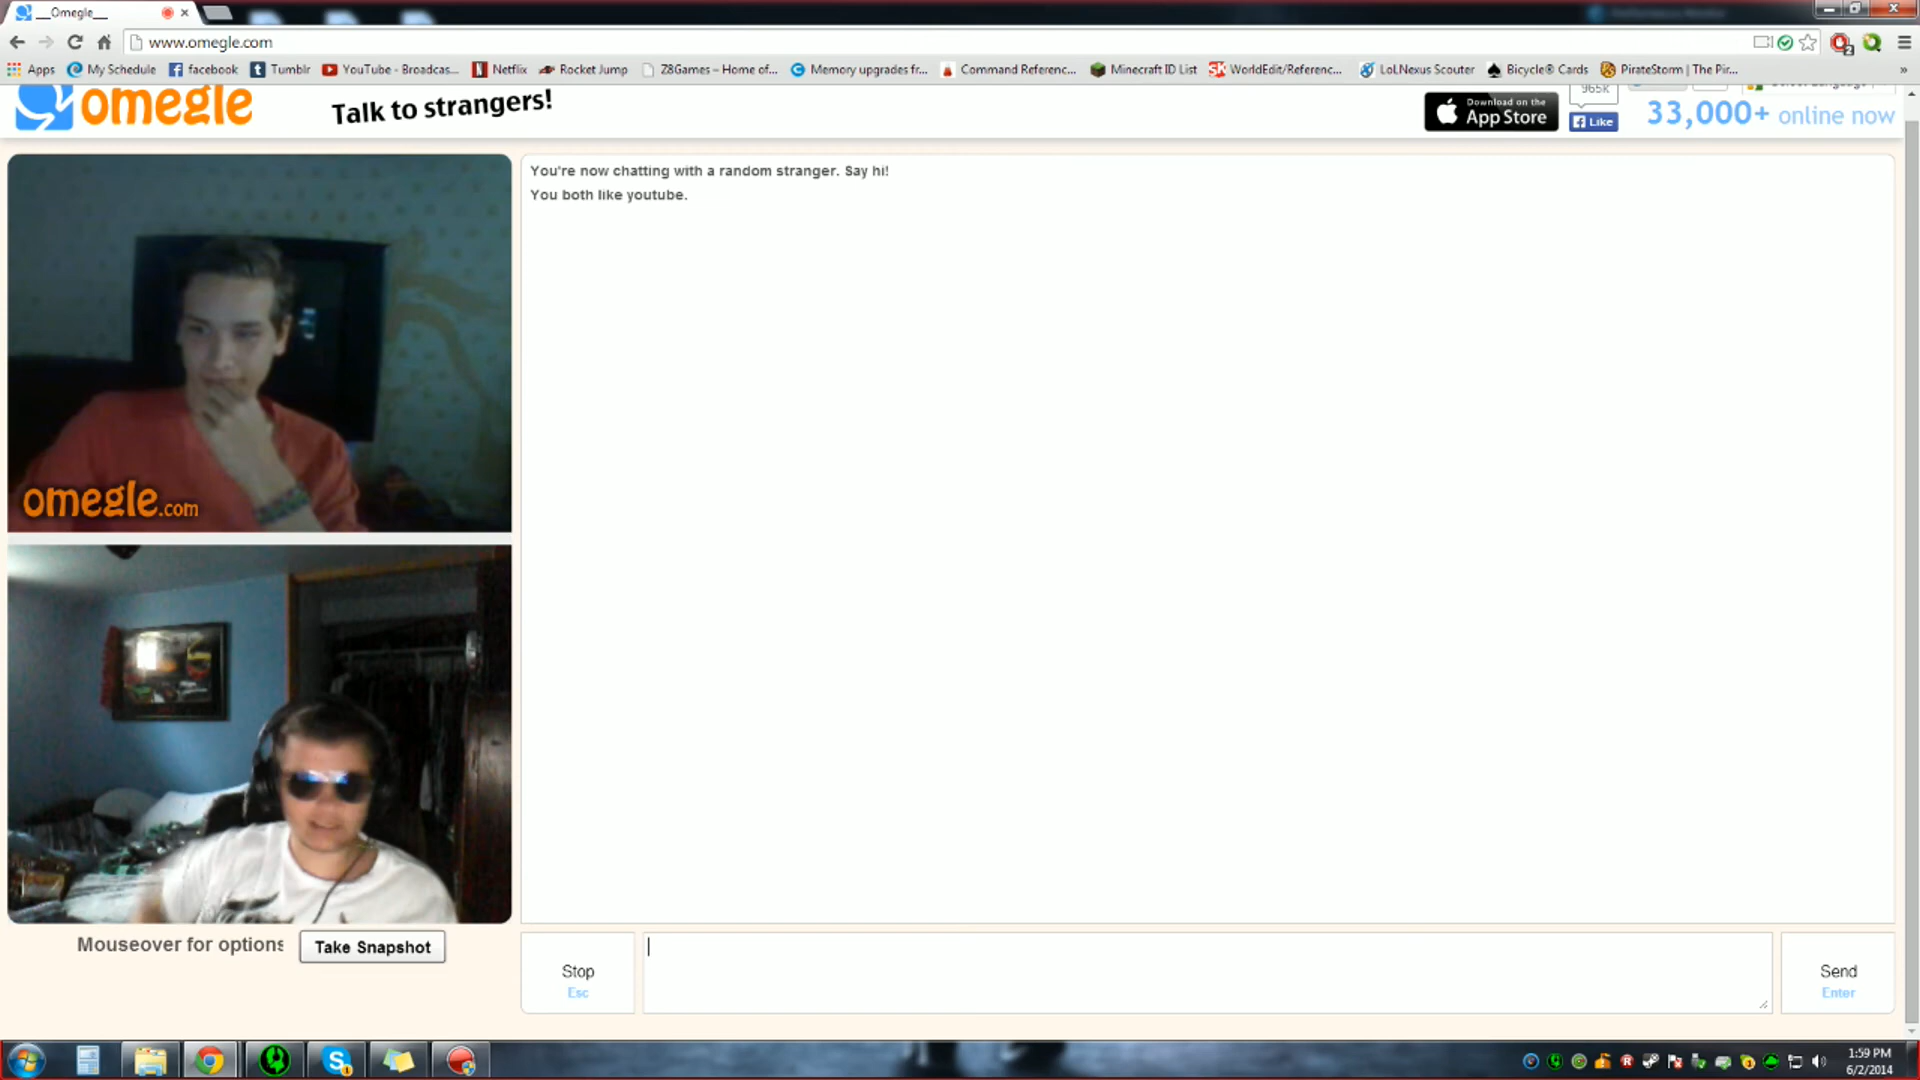 __Omegle__
www.omegle.com
Apps My Schedule facebook Tumblr YouTube - Broadcas... Netflix Rocket Jump Z8Games – Home of... Memory upgrades fr... Command Referenc... Minecraft ID List WorldEdit/Referenc... LoLNexus Scouter Bicycle® Cards PirateStorm | The Pir... »
omegle
Talk to strangers!
Download on the
App Store
965k
Like
33,000+ online now
You're now chatting with a random stranger. Say hi!
You both like youtube.
omegle.com
Mouseover for options
Take Snapshot
Stop
Esc
Send
Enter
1:59 PM
6/2/2014